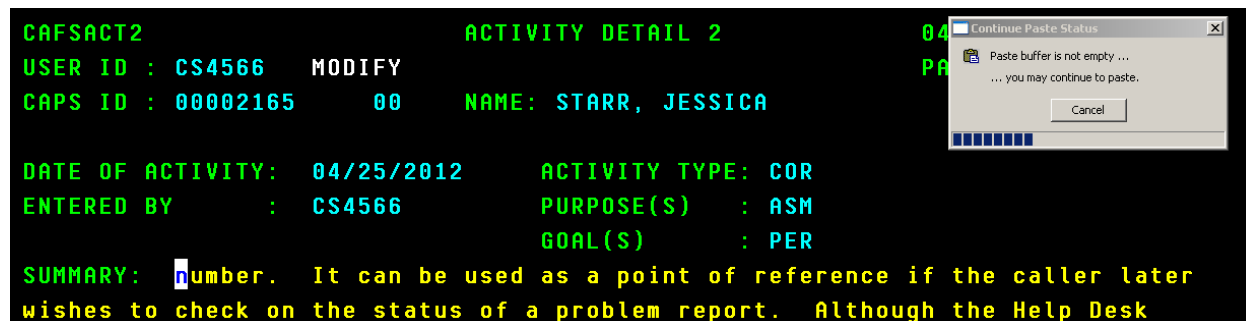 CAFSACT2 ACTIVITY DETAIL 2 04
USER ID : CS4566 MODIFY PA
CAPS ID : 00002165 00 NAME: STARR, JESSICA
DATE OF ACTIVITY: 04/25/2012 ACTIVITY TYPE: COR
ENTERED BY : CS4566 PURPOSE(S) : ASM
GOAL(S) : PER
SUMMARY: number. It can be used as a point of reference if the caller later
wishes to check on the status of a problem report. Although the Help Desk
Continue Paste Status
Paste buffer is not empty ...
... you may continue to paste.
Cancel